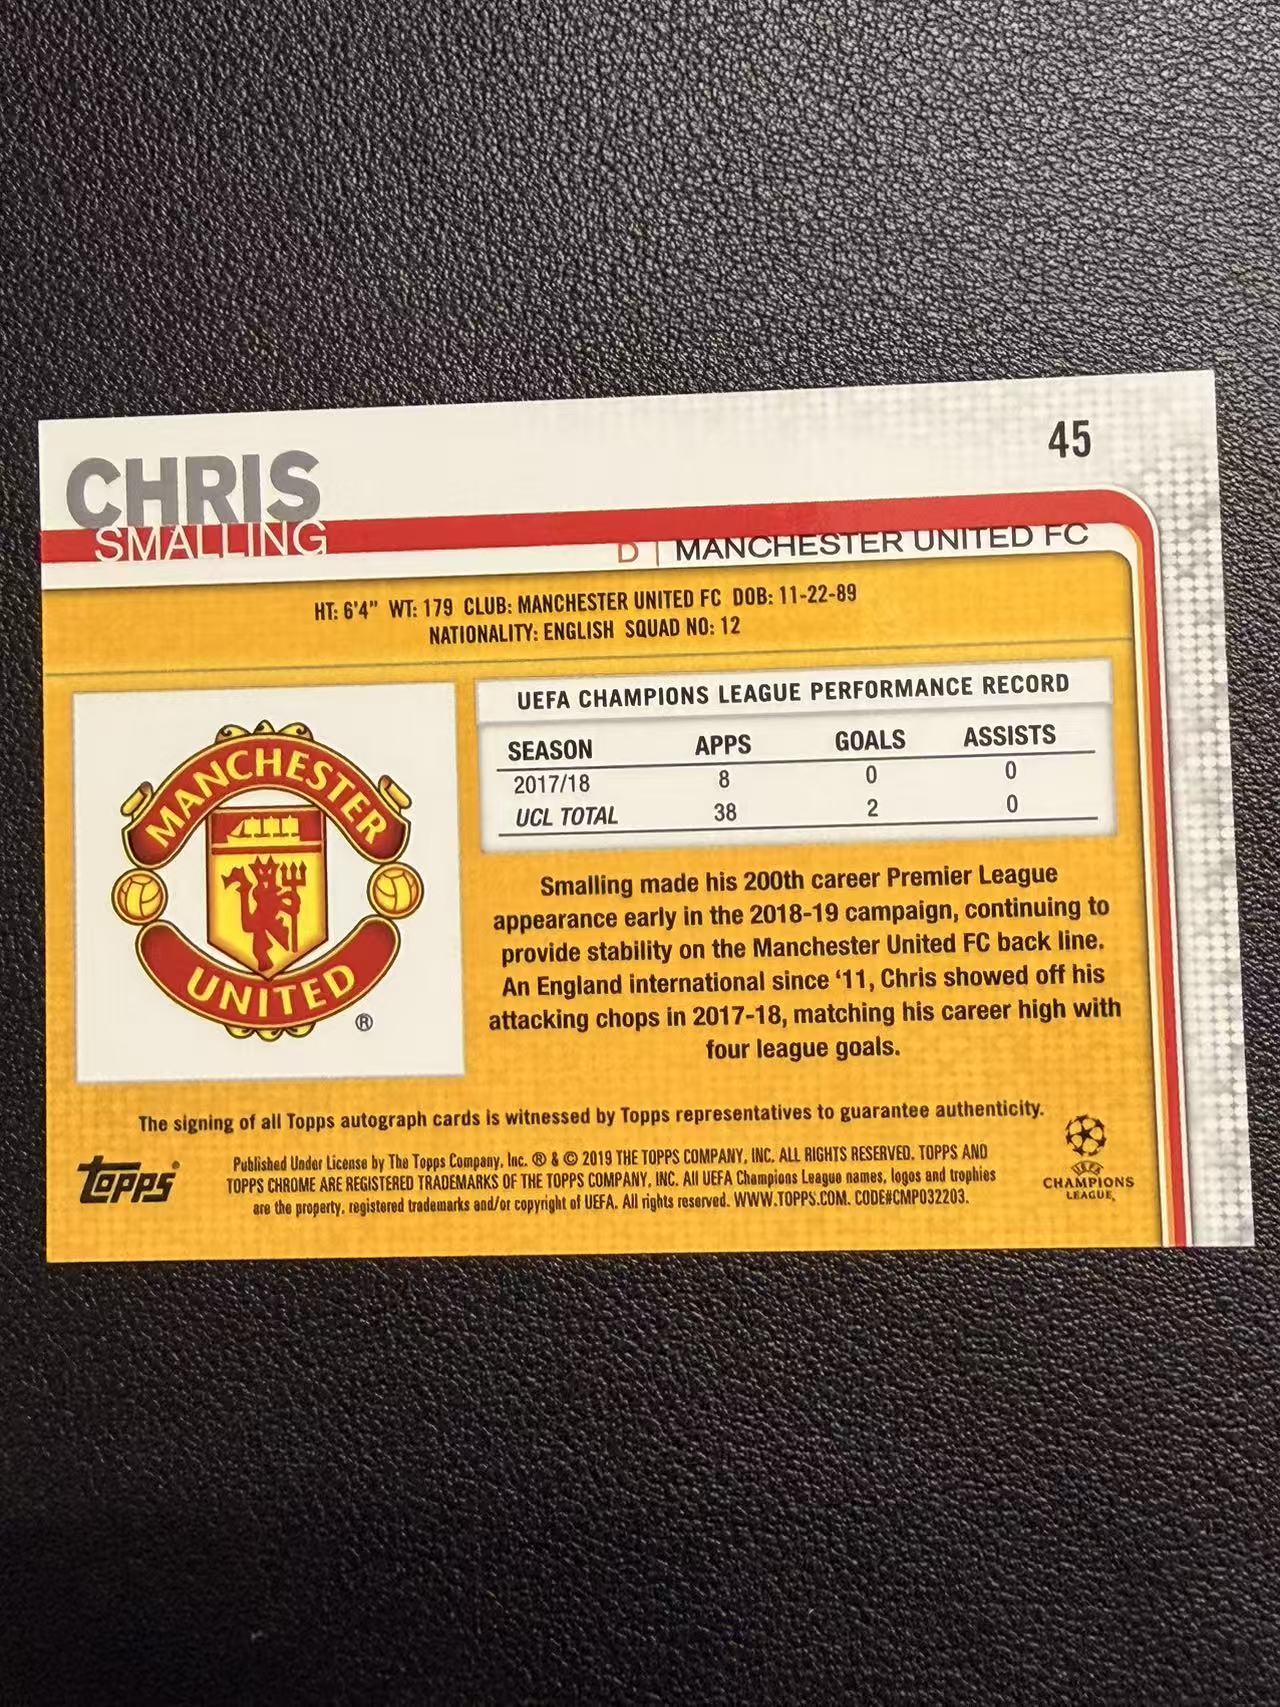 45
CHRIS
SMALLING
D | MANCHESTER UNITED FC
HT: 6'4" WT: 179 CLUB: MANCHESTER UNITED FC DOB: 11-22-89
NATIONALITY: ENGLISH SQUAD NO: 12
MANCHESTER
UNITED
®
UEFA CHAMPIONS LEAGUE PERFORMANCE RECORD
SEASON APPS GOALS ASSISTS
2017/18 8 0 0
UCL TOTAL 38 2 0
Smalling made his 200th career Premier League
appearance early in the 2018-19 campaign, continuing to
provide stability on the Manchester United FC back line.
An England international since ‘11, Chris showed off his
attacking chops in 2017-18, matching his career high with
four league goals.
The signing of all Topps autograph cards is witnessed by Topps representatives to guarantee authenticity.
topps®
Published Under License by The Topps Company, Inc. ® & © 2019 THE TOPPS COMPANY, INC. ALL RIGHTS RESERVED. TOPPS AND
TOPPS CHROME ARE REGISTERED TRADEMARKS OF THE TOPPS COMPANY, INC. All UEFA Champions League names, logos and trophies
are the property, registered trademarks and/or copyright of UEFA. All rights reserved. WWW.TOPPS.COM. CODE#CMP032203.
UEFA
CHAMPIONS
LEAGUE